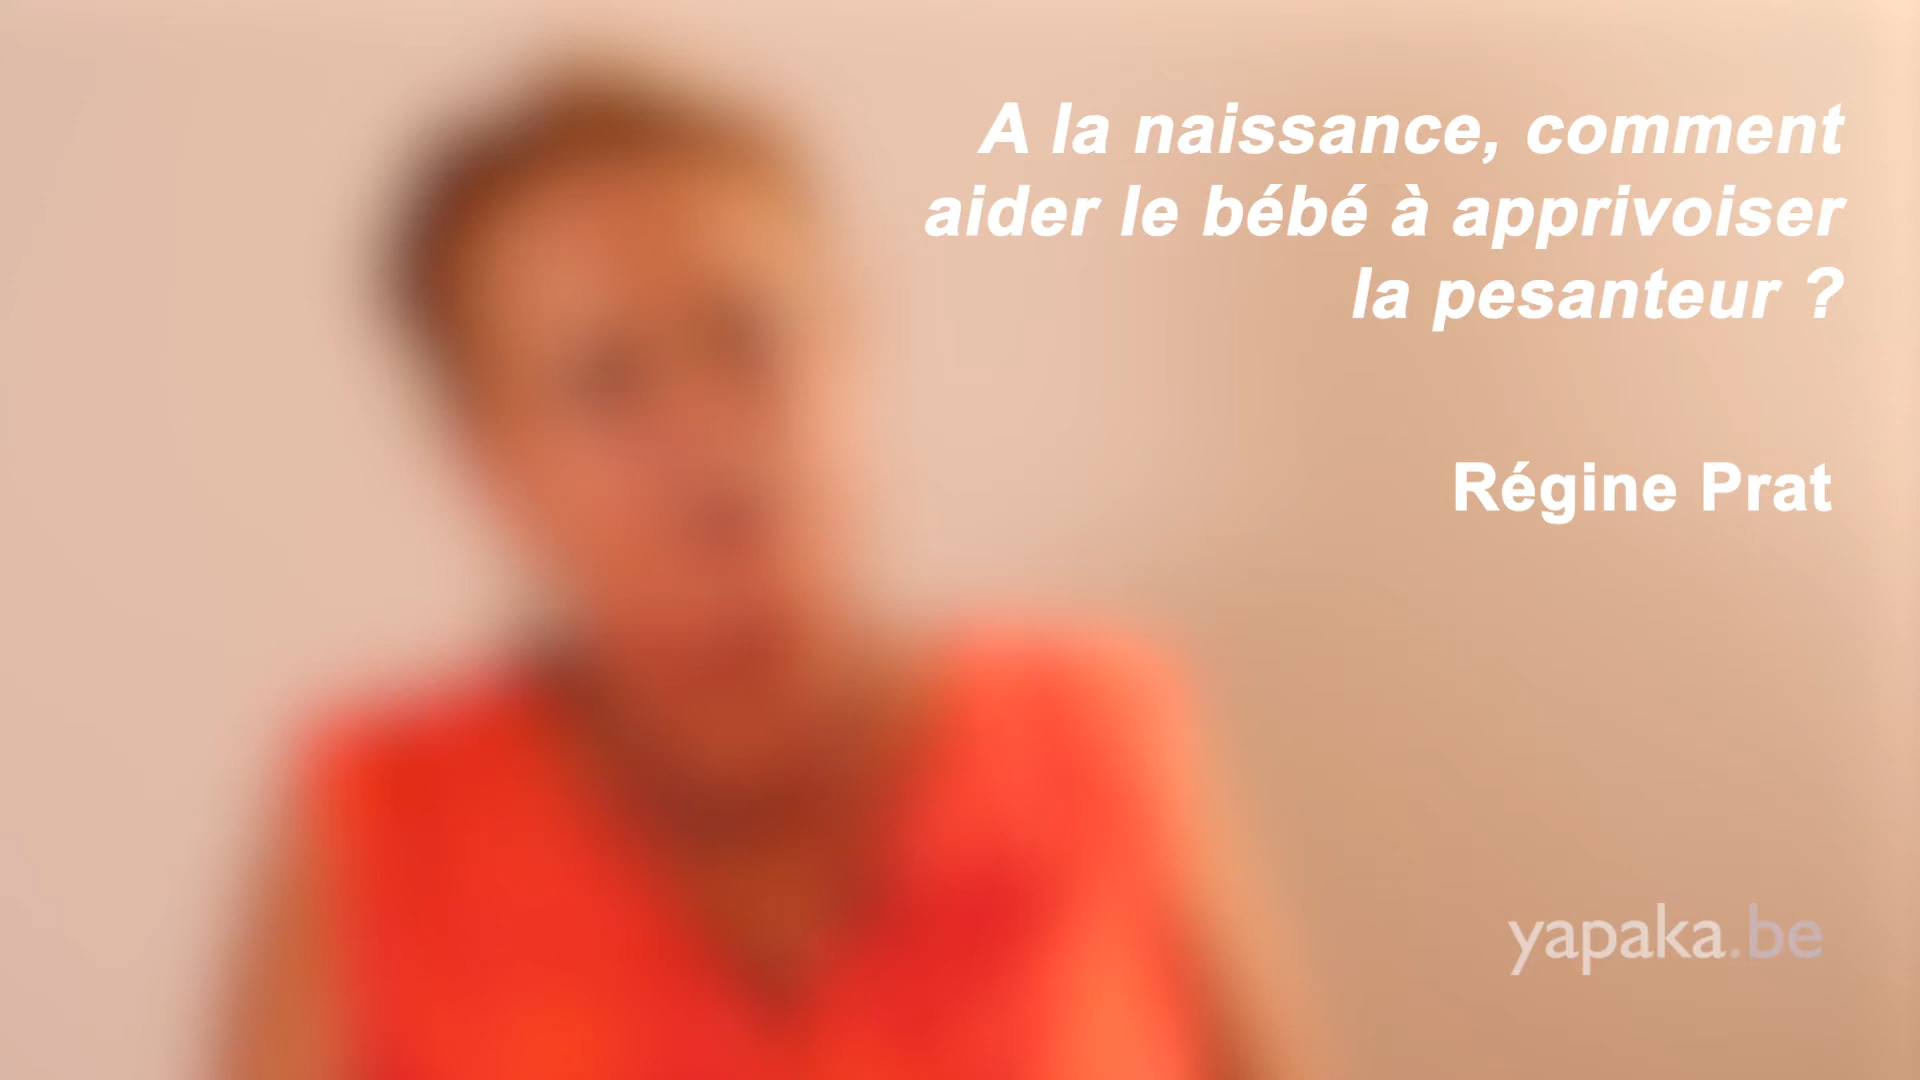 A la naissance, comment
aider le bébé à apprivoiser
la pesanteur ?
Régine Prat
yapaka.be